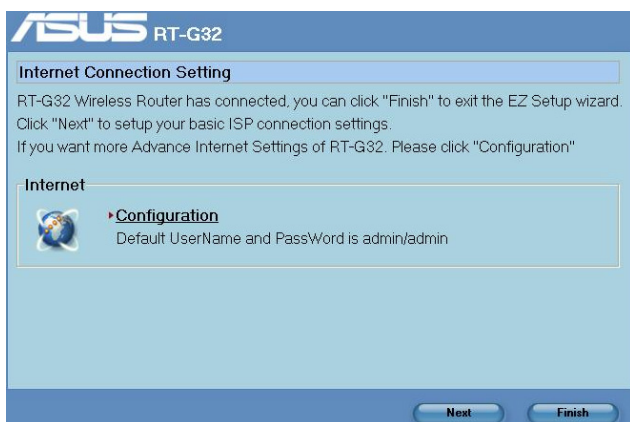 ASUS RT-G32
Internet Connection Setting
RT-G32 Wireless Router has connected, you can click "Finish" to exit the EZ Setup wizard.
Click "Next" to setup your basic ISP connection settings.
If you want more Advance Internet Settings of RT-G32. Please click "Configuration"
Internet
Configuration
Default UserName and PassWord is admin/admin
Next Finish